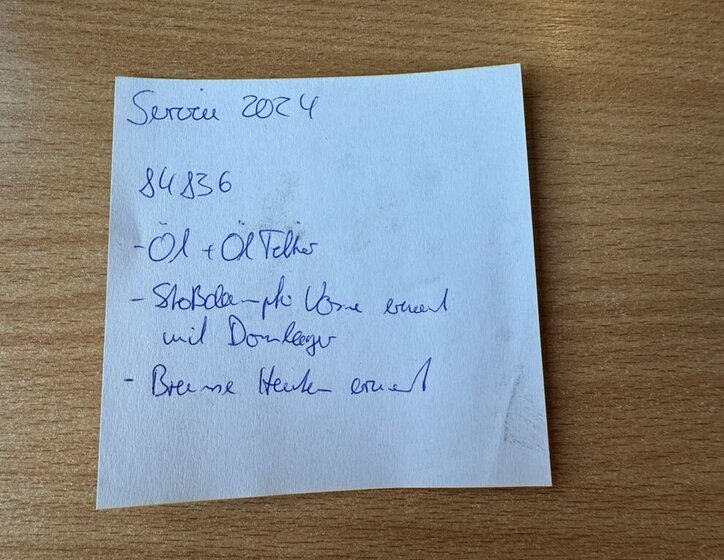 Service 2024
84836
- Öl + Öl Filter
- Stoßdämpfer Vorne erneuert
mit Domlager
- Bremse Hinten erneuert